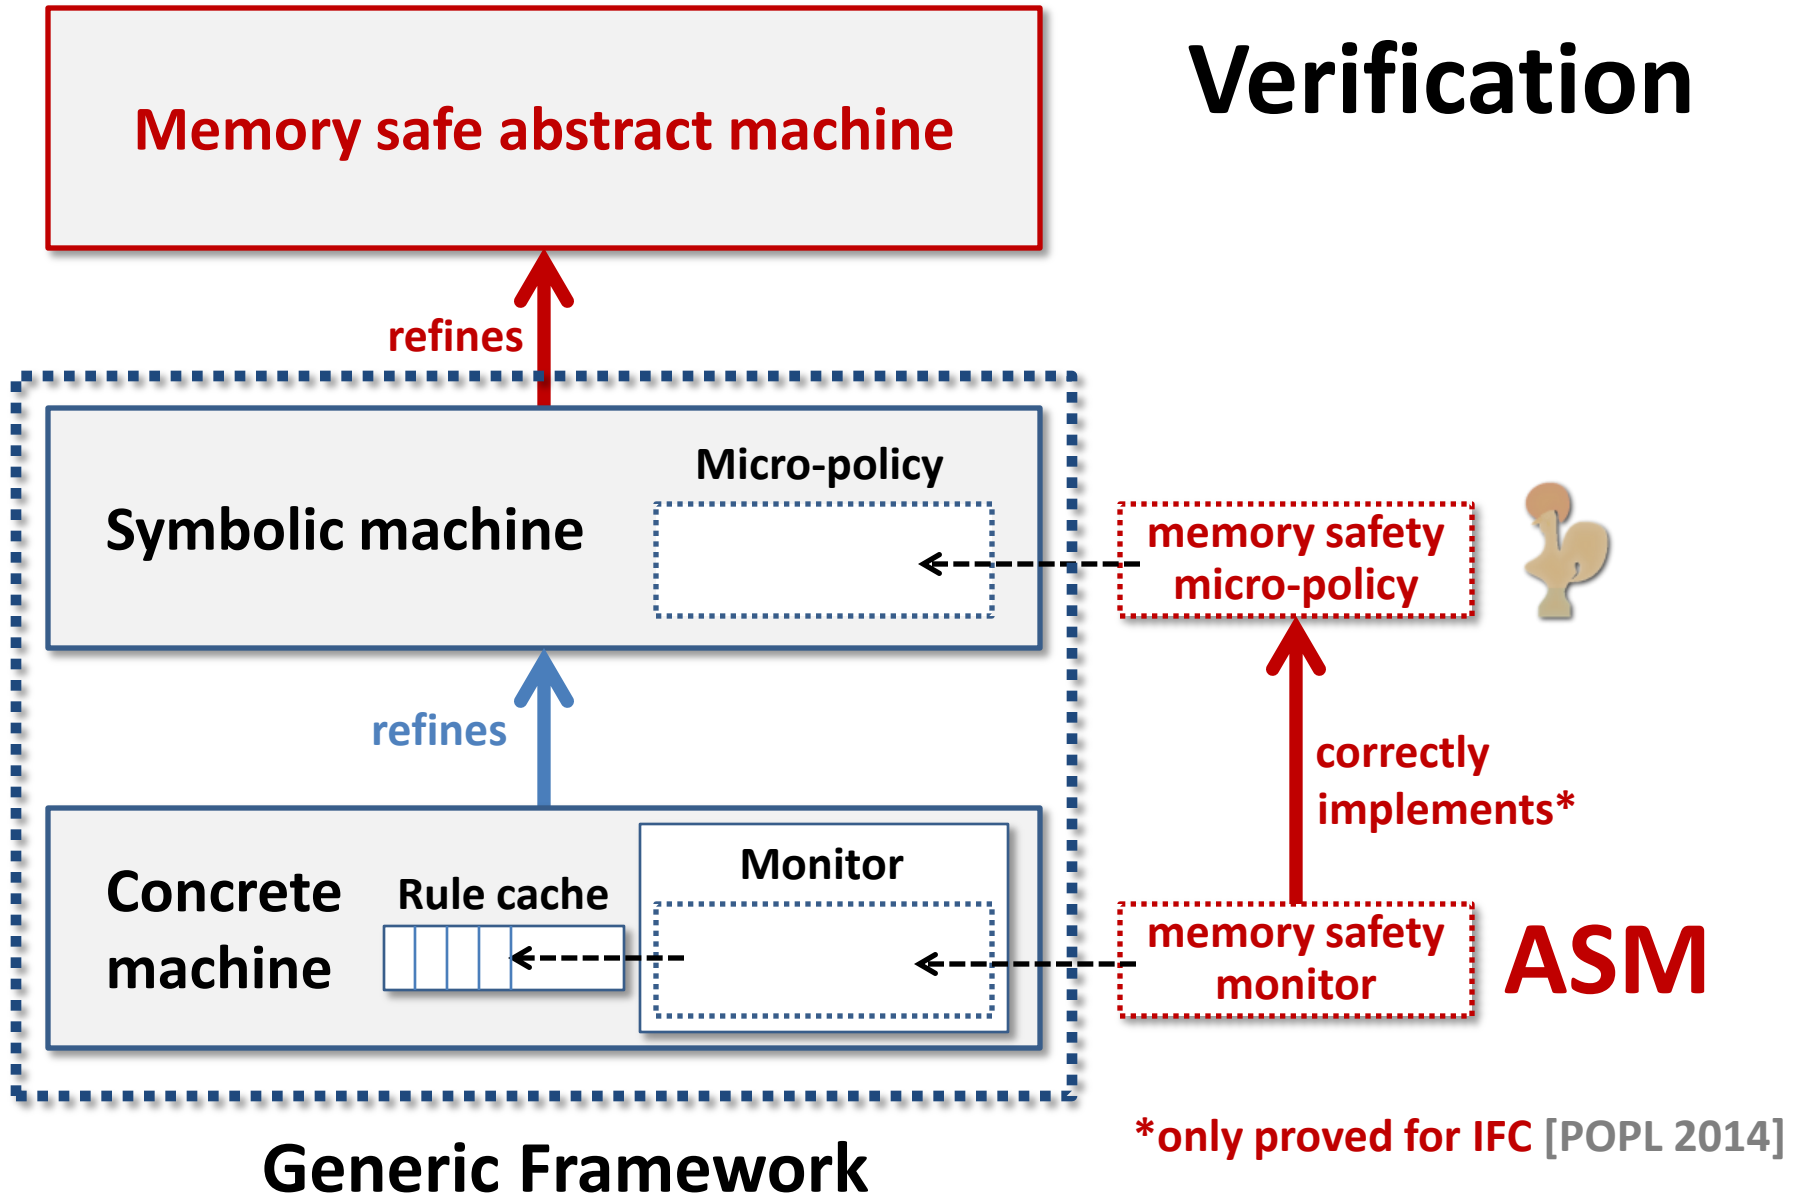 Verification
Memory safe abstract machine
refines
Micro-policy
Symbolic machine
memory safety
micro-policy
refines
correctly
implements*
Concrete
machine
Rule cache
Monitor
memory safety
monitor
ASM
*only proved for IFC [POPL 2014]
Generic Framework